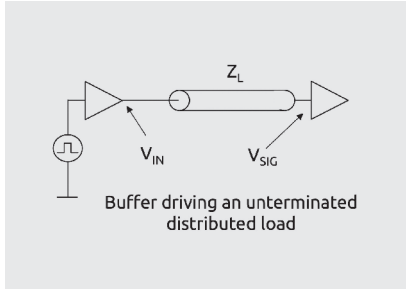 Z_L
V_IN
V_SIG
Buffer driving an unterminated
distributed load